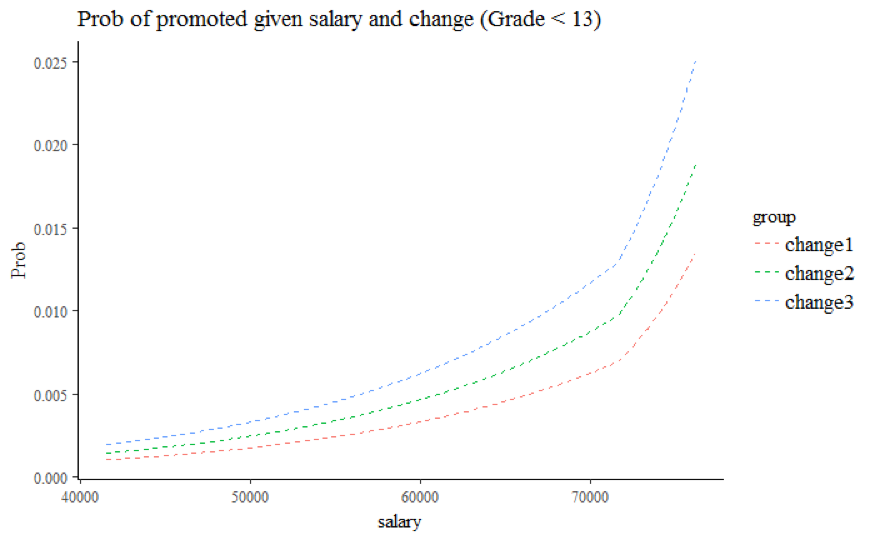 Prob of promoted given salary and change (Grade < 13)
0.025
0.020
0.015
0.010
0.005
0.000
Prob
40000 50000 60000 70000
salary
group
change1
change2
change3